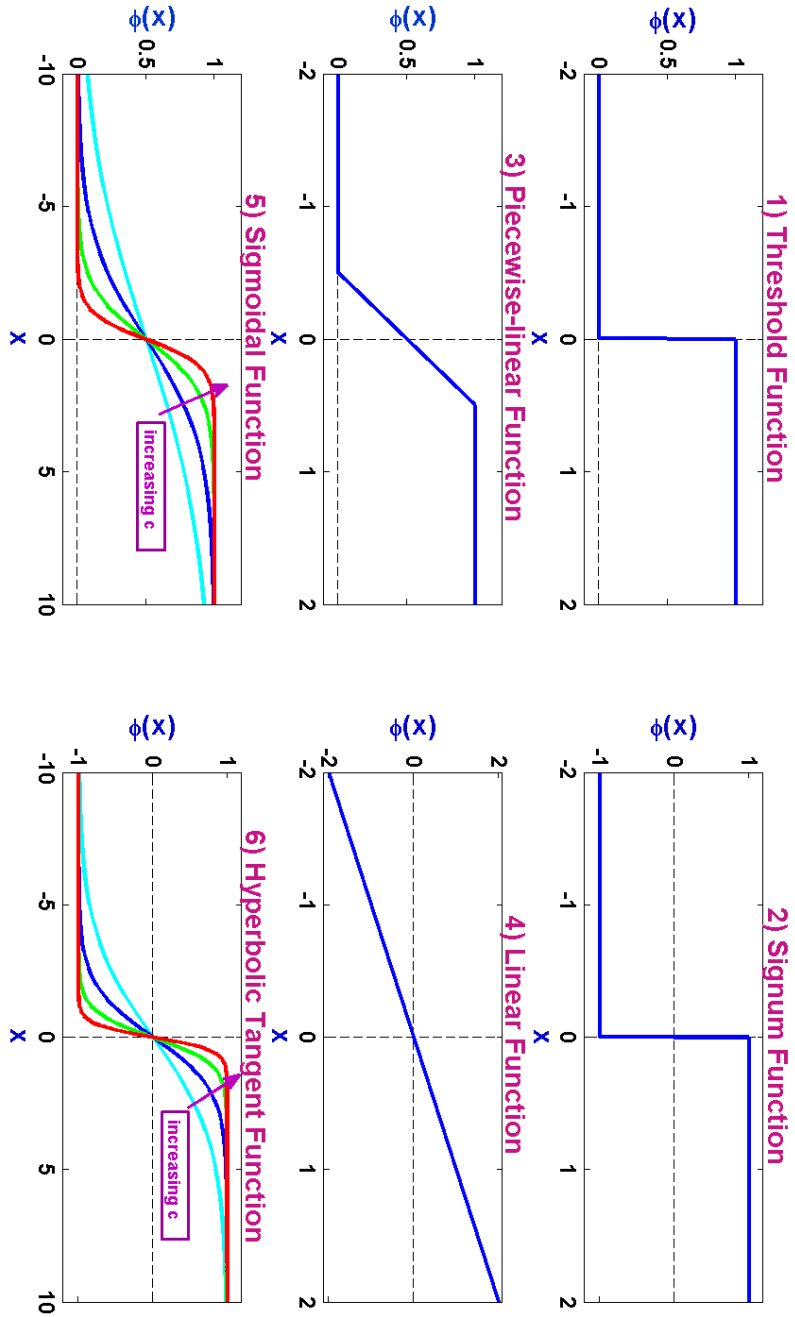 1) Threshold Function
φ(x)
1
0.5
0
-2
-1
0
1
2
X
2) Signum Function
φ(x)
1
0
-1
-2
-1
0
1
2
X
3) Piecewise-linear Function
φ(x)
1
0.5
0
-2
-1
0
1
2
X
4) Linear Function
φ(x)
2
0
-2
-2
-1
0
1
2
X
5) Sigmoidal Function
φ(x)
1
0.5
0
increasing c
-10
-5
0
5
10
X
6) Hyperbolic Tangent Function
φ(x)
1
0
-1
increasing c
-10
-5
0
5
10
X